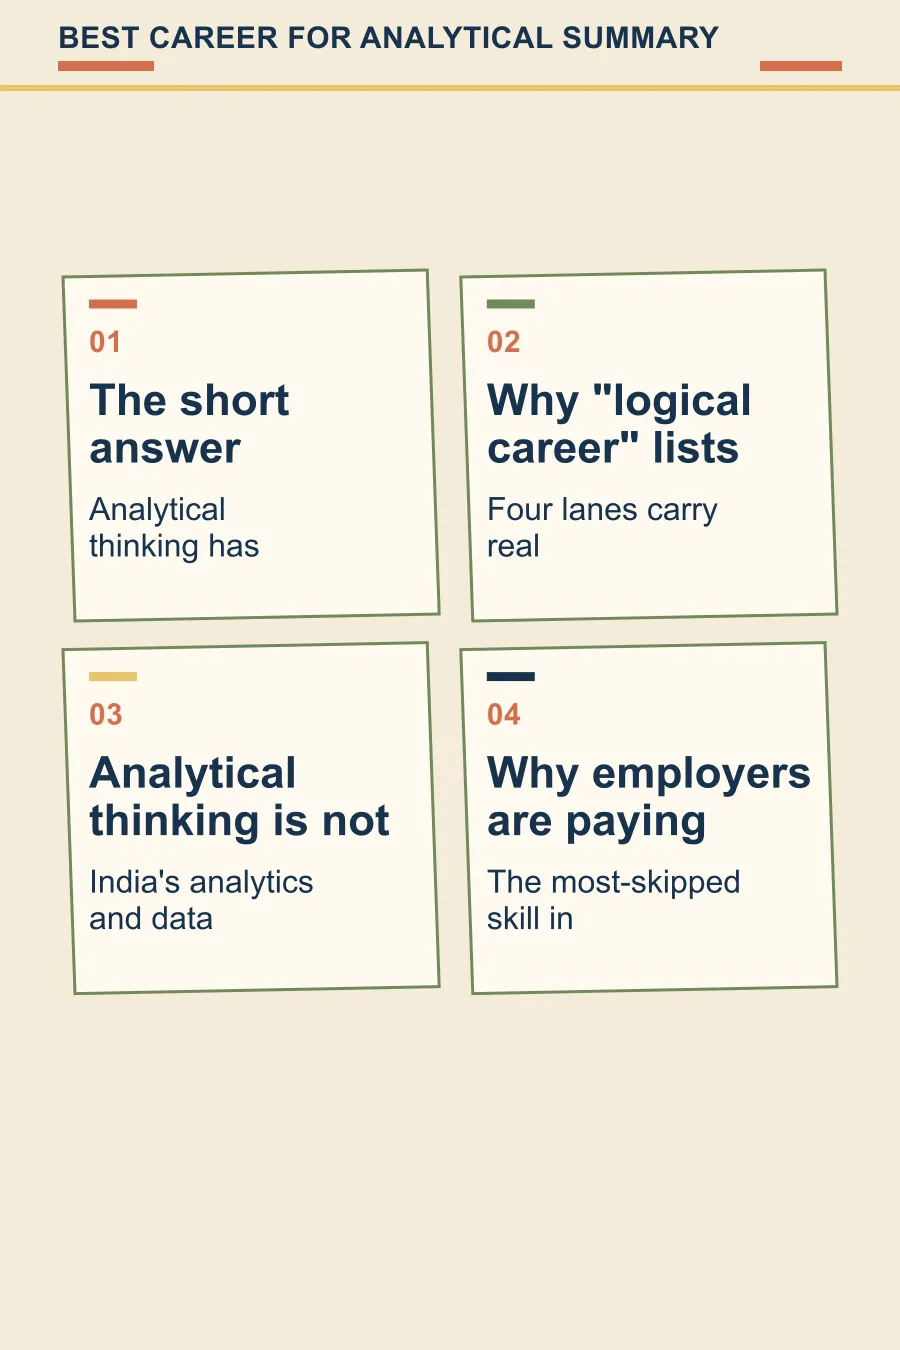 BEST CAREER FOR ANALYTICAL SUMMARY
01
The short
answer
Analytical
thinking has
02
Why "logical
career" lists
Four lanes carry
real
03
Analytical
thinking is not
India's analytics
and data
04
Why employers
are paying
The most-skipped
skill in